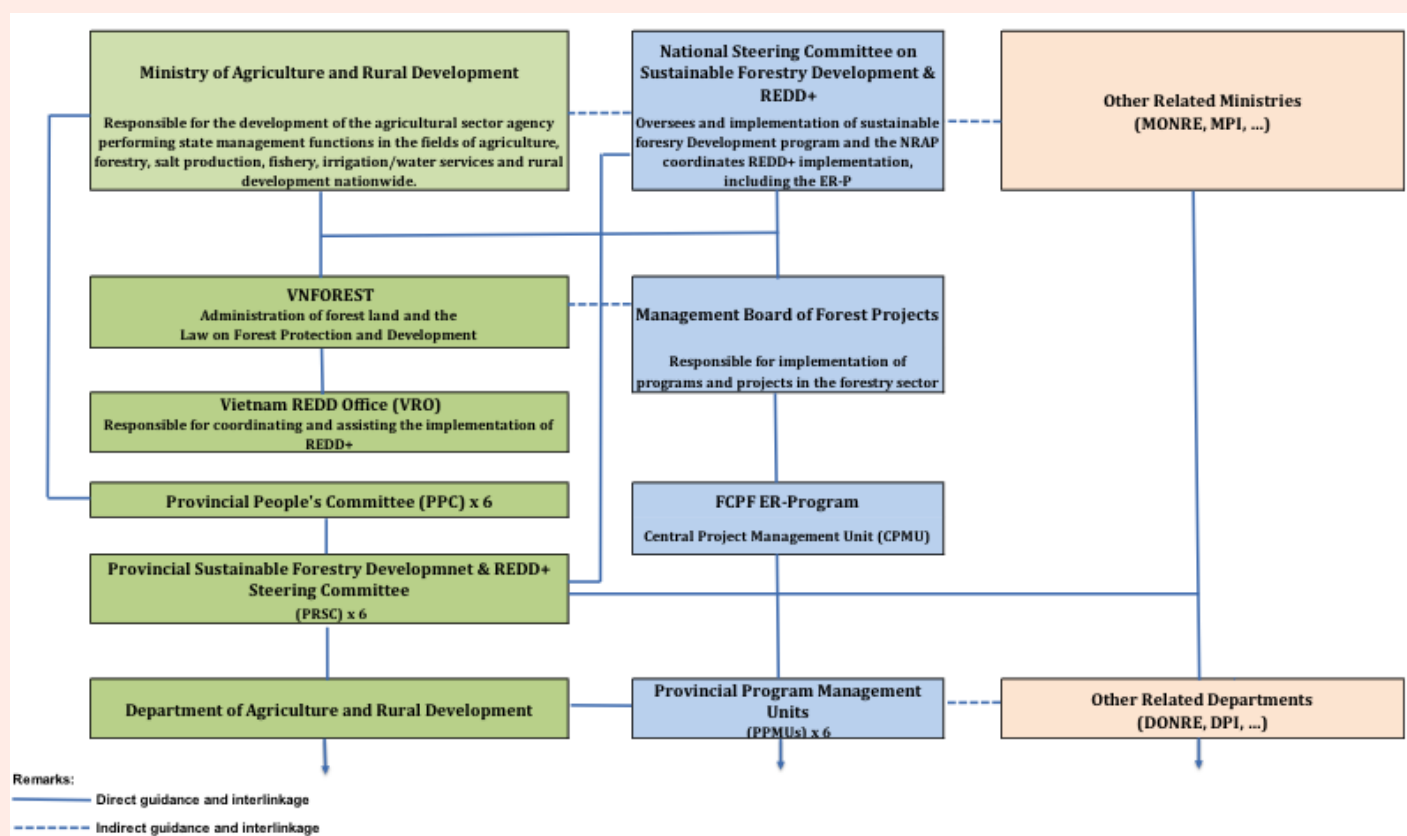 Ministry of Agriculture and Rural Development
Responsible for the development of the agricultural sector agency
performing state management functions in the fields of agriculture,
forestry, salt production, fishery, irrigation/water services and rural
development nationwide.
National Steering Committee on
Sustainable Forestry Development &
REDD+
Oversees and implementation of sustainable
foresry Development program and the NRAP
coordinates REDD+ implementation,
including the ER-P
Other Related Ministries
(MONRE, MPI, ...)
VNFOREST
Administration of forest land and the
Law on Forest Protection and Development
Management Board of Forest Projects
Responsible for implementation of
programs and projects in the forestry sector
Vietnam REDD Office (VRO)
Responsible for coordinating and assisting the implementation of
REDD+
Provincial People's Committee (PPC) x 6
FCPF ER-Program
Central Project Management Unit (CPMU)
Provincial Sustainable Forestry Developmnet & REDD+
Steering Committee
(PRSC) x 6
Department of Agriculture and Rural Development
Provincial Program Management
Units
(PPMUs) x 6
Other Related Departments
(DONRE, DPI, ...)
Remarks:
Direct guidance and interlinkage
Indirect guidance and interlinkage